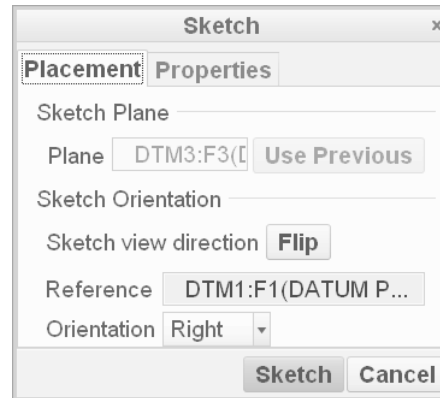 Sketch ×
Placement Properties
Sketch Plane
Plane DTM3:F3(D Use Previous
Sketch Orientation
Sketch view direction Flip
Reference DTM1:F1(DATUM P...
Orientation Right
Sketch Cancel